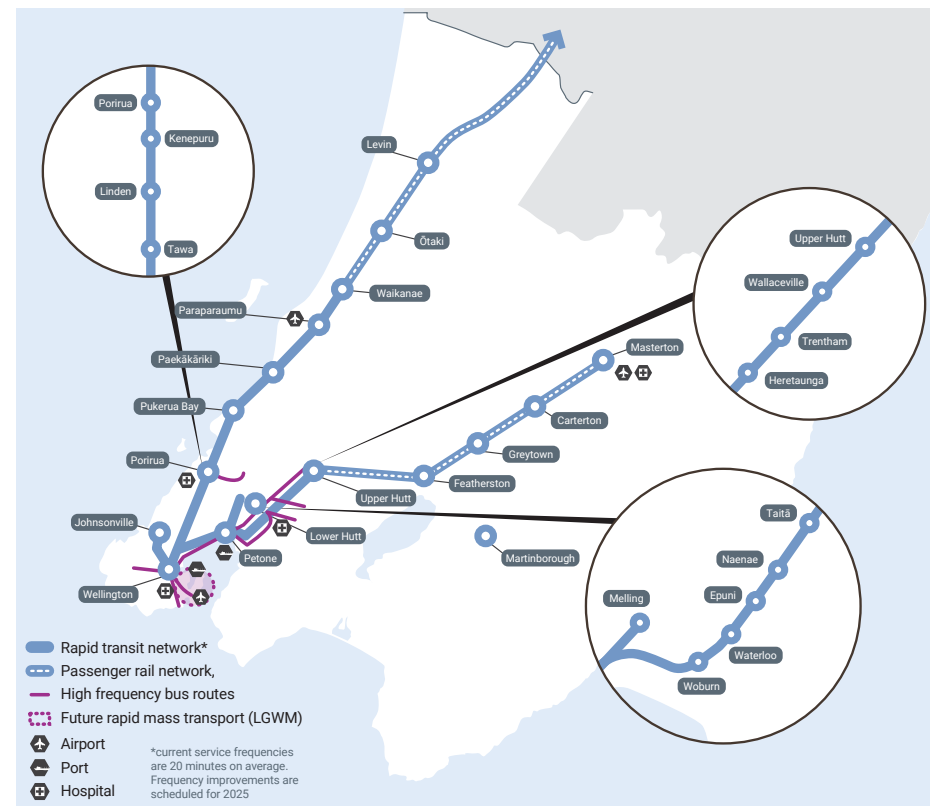 Porirua
Kenepuru
Linden
Tawa
Levin
Ōtaki
Waikanae
Paraparaumu
Paekākāriki
Pukerua Bay
Porirua
Johnsonville
Wellington
Petone
Lower Hutt
Upper Hutt
Featherston
Greytown
Carterton
Masterton
Martinborough
Upper Hutt
Wallaceville
Trentham
Heretaunga
Taitā
Naenae
Epuni
Melling
Waterloo
Woburn
Rapid transit network*
Passenger rail network,
High frequency bus routes
Future rapid mass transport (LGWM)
Airport
Port
Hospital
*current service frequencies
are 20 minutes on average.
Frequency improvements are
scheduled for 2025